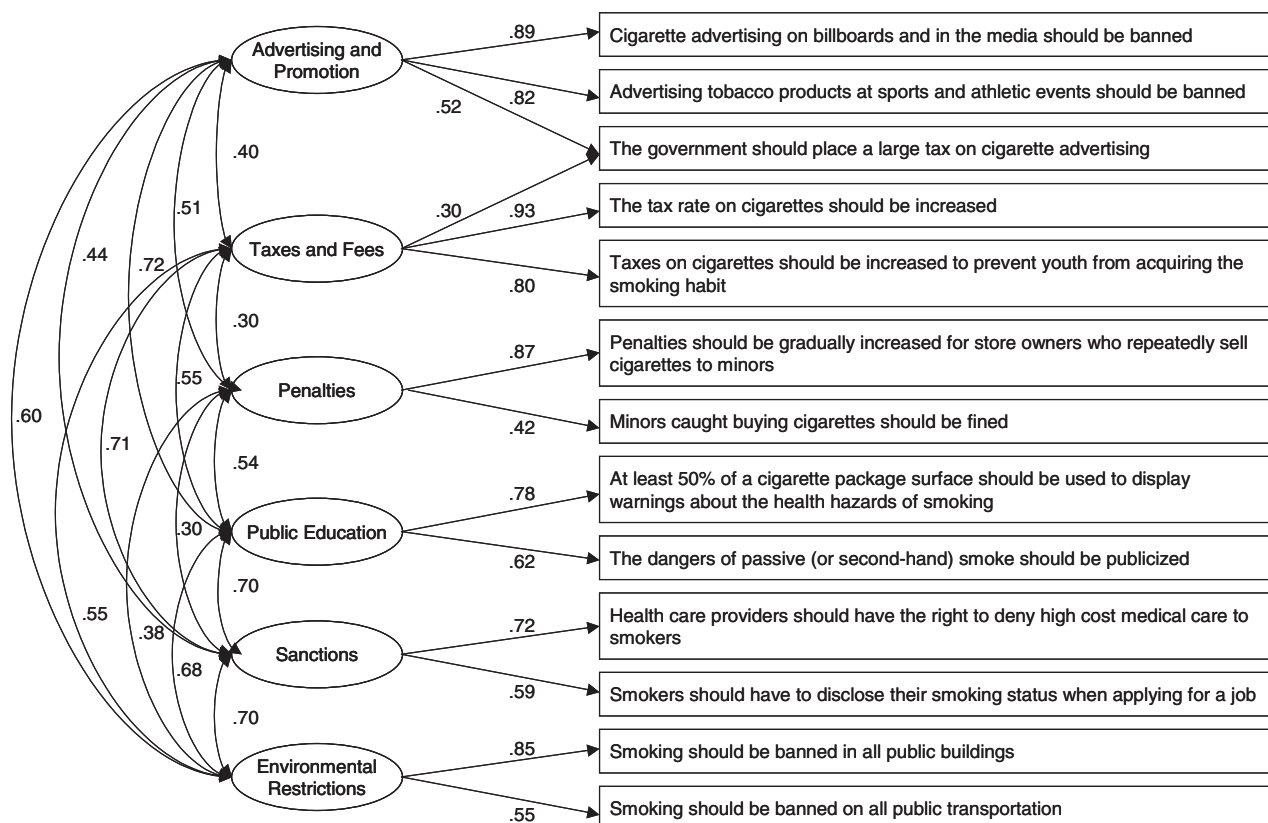 .89
Cigarette advertising on billboards and in the media should be banned
Advertising and
Promotion
.82
Advertising tobacco products at sports and athletic events should be banned
.52
The government should place a large tax on cigarette advertising
.40
.51
.30
.93
The tax rate on cigarettes should be increased
.44
.72
Taxes and Fees
Taxes on cigarettes should be increased to prevent youth from acquiring the
smoking habit
.80
.30
Penalties should be gradually increased for store owners who repeatedly sell
cigarettes to minors
.87
.55
Penalties
.60
.42
Minors caught buying cigarettes should be fined
.71
.54
At least 50% of a cigarette package surface should be used to display
warnings about the health hazards of smoking
.78
.30
Public Education
.62
The dangers of passive (or second-hand) smoke should be publicized
.70
.55
.38
.72
Health care providers should have the right to deny high cost medical care to
smokers
Sanctions
.68
.59
Smokers should have to disclose their smoking status when applying for a job
.70
.85
Smoking should be banned in all public buildings
Environmental
Restrictions
.55
Smoking should be banned on all public transportation